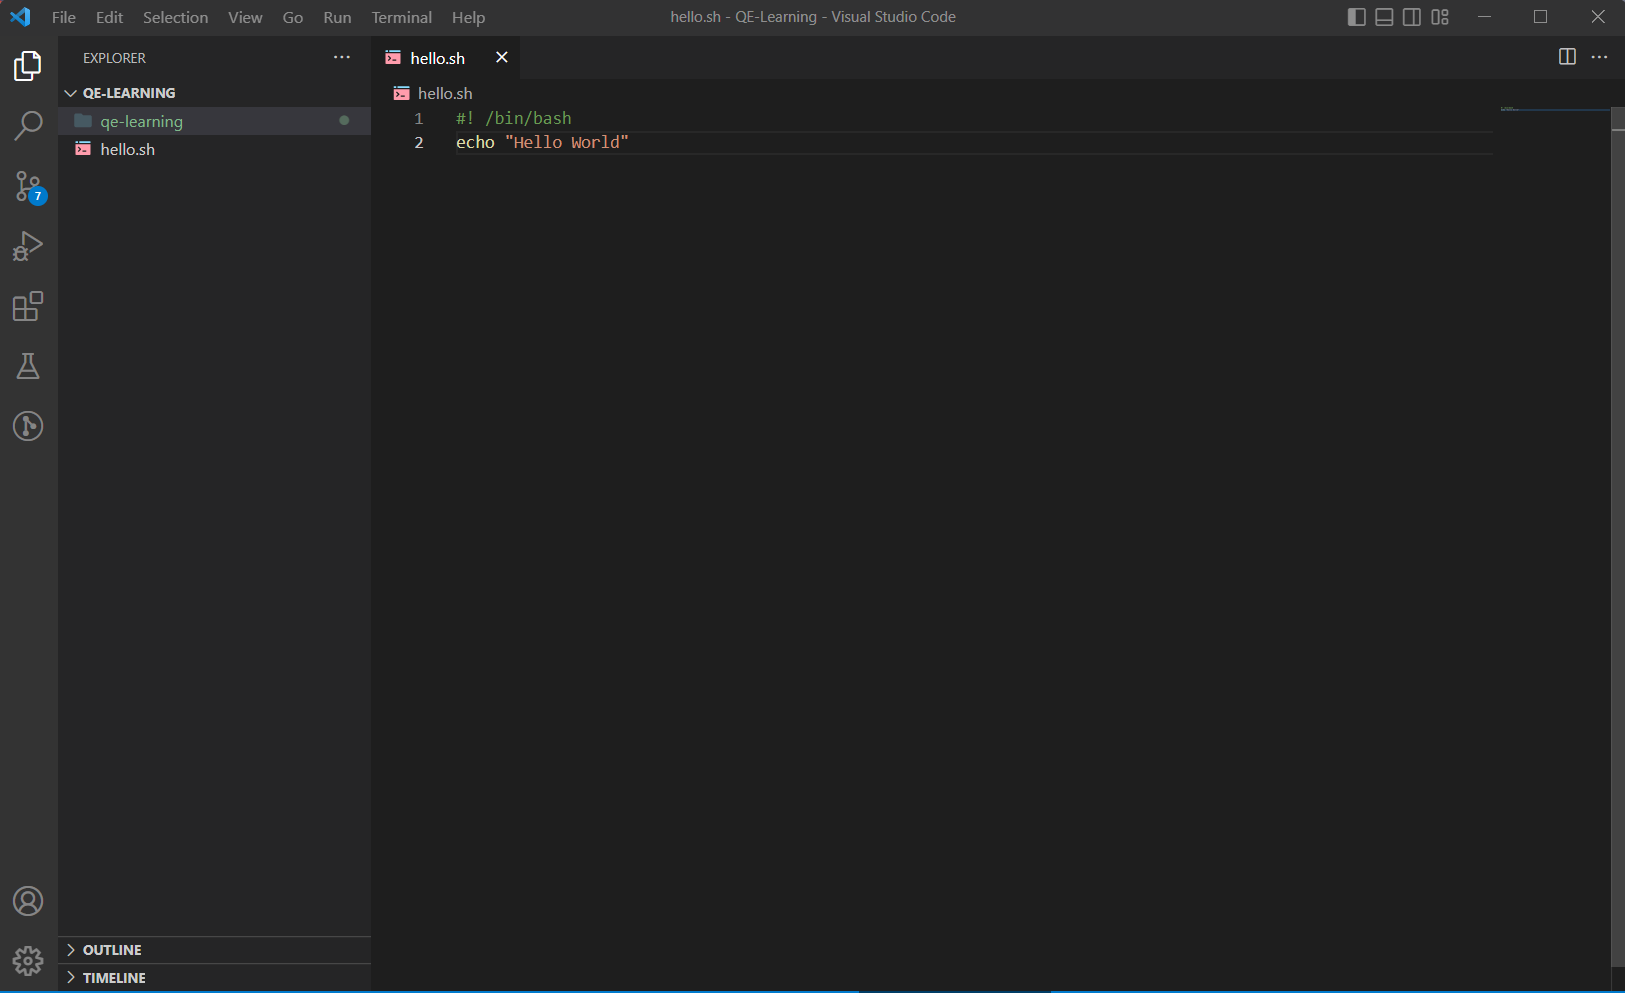 File Edit Selection View Go Run Terminal Help
hello.sh - QE-Learning - Visual Studio Code
EXPLORER
QE-LEARNING
qe-learning
hello.sh
7
OUTLINE
TIMELINE
hello.sh
hello.sh
1 #! /bin/bash
2 echo "Hello World"